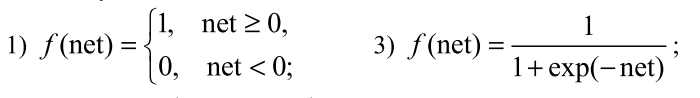 1) f(net) = { 1, net ≥ 0,
0, net < 0;
3) f(net) = 1 / (1 + exp(− net)) ;